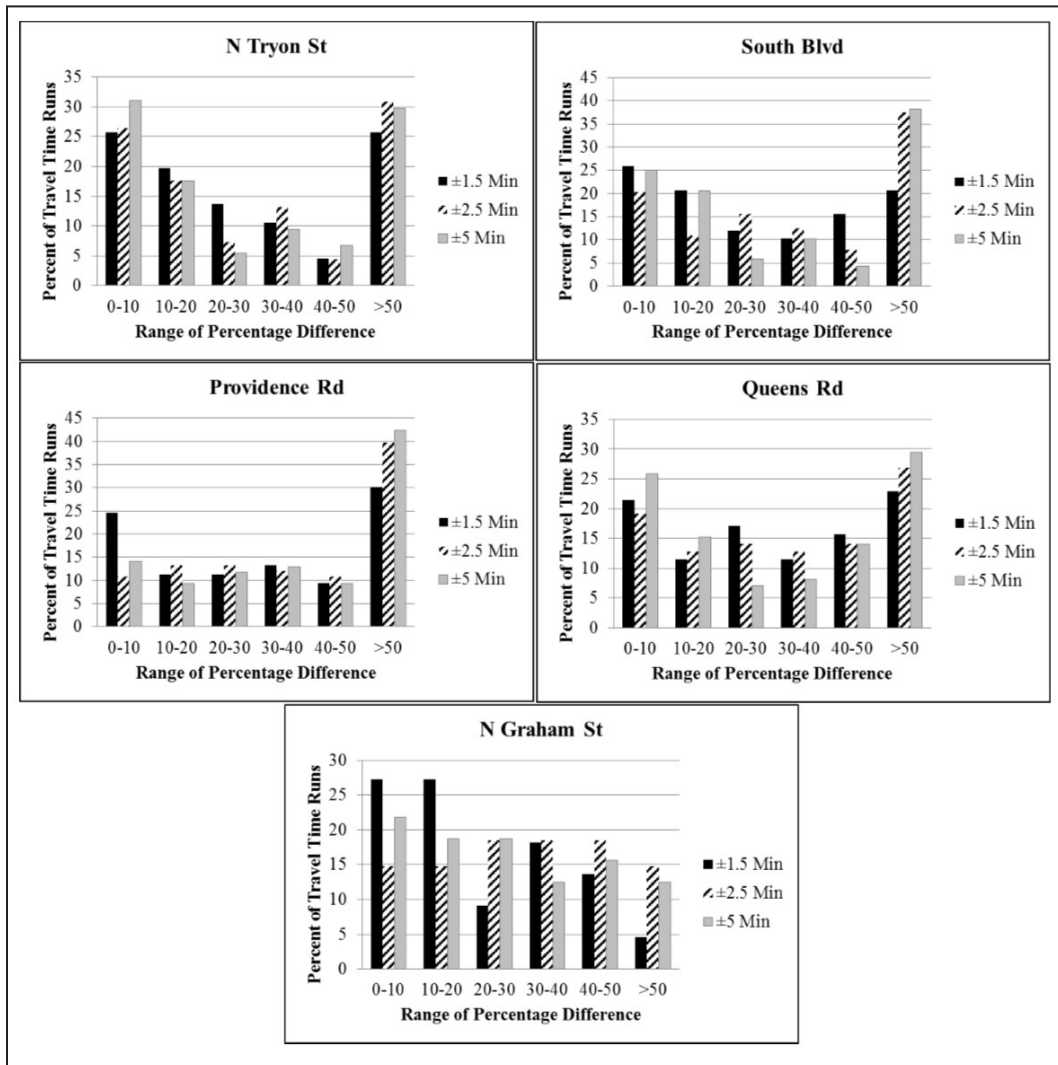 N Tryon St
Percent of Travel Time Runs
35
30
25
20
15
10
5
0
0-10 10-20 20-30 30-40 40-50 >50
Range of Percentage Difference
±1.5 Min
±2.5 Min
±5 Min
South Blvd
Percent of Travel Time Runs
45
40
35
30
25
20
15
10
5
0
0-10 10-20 20-30 30-40 40-50 >50
Range of Percentage Difference
±1.5 Min
±2.5 Min
±5 Min
Providence Rd
Percent of Travel Time Runs
45
40
35
30
25
20
15
10
5
0
0-10 10-20 20-30 30-40 40-50 >50
Range of Percentage Difference
±1.5 Min
±2.5 Min
±5 Min
Queens Rd
Percent of Travel Time Runs
35
30
25
20
15
10
5
0
0-10 10-20 20-30 30-40 40-50 >50
Range of Percentage Difference
±1.5 Min
±2.5 Min
±5 Min
N Graham St
Percent of Travel Time Runs
30
25
20
15
10
5
0
0-10 10-20 20-30 30-40 40-50 >50
Range of Percentage Difference
±1.5 Min
±2.5 Min
±5 Min